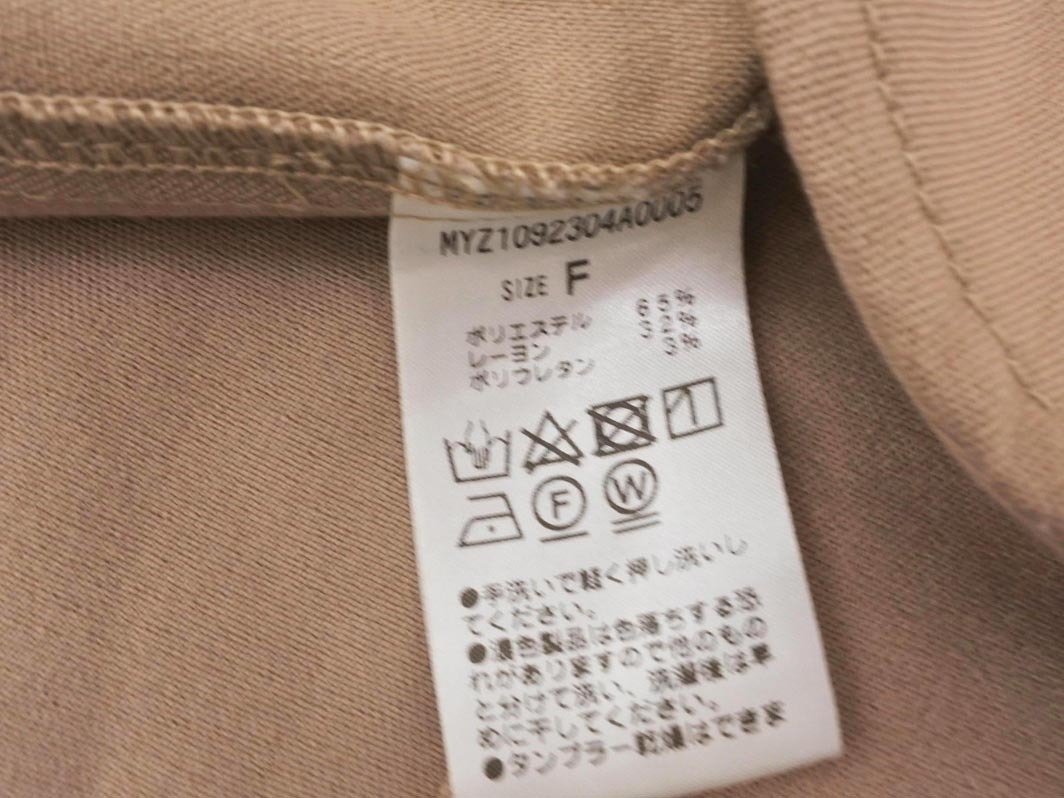 MYZ1092304A0005
SIZE F
ポリエステル 65%
レーヨン 32%
ポリウレタン 3%
F W
●手洗いで軽く押し洗いし
てください。
●濃色製品は色落ちする恐
れがありますので他のもの
と分けて洗い、洗濯後は早
めに干してください。
●タンブラー乾燥はできま